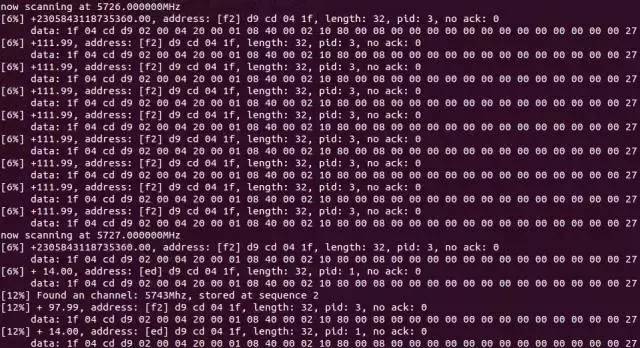 now scanning at 5726.000000MHz
[6%] +2305843118735360.00, address: [f2] d9 cd 04 1f, length: 32, pid: 3, no ack: 0
data: 1f 04 cd d9 02 00 04 20 00 01 08 40 00 02 10 80 00 08 00 00 00 00 00 00 00 00 00 00 00 00 00 27
[6%] +111.99, address: [f2] d9 cd 04 1f, length: 32, pid: 3, no ack: 0
data: 1f 04 cd d9 02 00 04 20 00 01 08 40 00 02 10 80 00 08 00 00 00 00 00 00 00 00 00 00 00 00 00 27
[6%] +111.99, address: [f2] d9 cd 04 1f, length: 32, pid: 3, no ack: 0
data: 1f 04 cd d9 02 00 04 20 00 01 08 40 00 02 10 80 00 08 00 00 00 00 00 00 00 00 00 00 00 00 00 27
[6%] +111.99, address: [f2] d9 cd 04 1f, length: 32, pid: 3, no ack: 0
data: 1f 04 cd d9 02 00 04 20 00 01 08 40 00 02 10 80 00 08 00 00 00 00 00 00 00 00 00 00 00 00 00 27
[6%] +111.99, address: [f2] d9 cd 04 1f, length: 32, pid: 3, no ack: 0
data: 1f 04 cd d9 02 00 04 20 00 01 08 40 00 02 10 80 00 08 00 00 00 00 00 00 00 00 00 00 00 00 00 27
[6%] +111.99, address: [f2] d9 cd 04 1f, length: 32, pid: 3, no ack: 0
data: 1f 04 cd d9 02 00 04 20 00 01 08 40 00 02 10 80 00 08 00 00 00 00 00 00 00 00 00 00 00 00 00 27
[6%] +111.99, address: [f2] d9 cd 04 1f, length: 32, pid: 3, no ack: 0
data: 1f 04 cd d9 02 00 04 20 00 01 08 40 00 02 10 80 00 08 00 00 00 00 00 00 00 00 00 00 00 00 00 27
[6%] +111.99, address: [f2] d9 cd 04 1f, length: 32, pid: 3, no ack: 0
data: 1f 04 cd d9 02 00 04 20 00 01 08 40 00 02 10 80 00 08 00 00 00 00 00 00 00 00 00 00 00 00 00 27
[6%] +111.99, address: [f2] d9 cd 04 1f, length: 32, pid: 3, no ack: 0
data: 1f 04 cd d9 02 00 04 20 00 01 08 40 00 02 10 80 00 08 00 00 00 00 00 00 00 00 00 00 00 00 00 27
now scanning at 5727.000000MHz
[6%] +2305843118735360.00, address: [f2] d9 cd 04 1f, length: 32, pid: 3, no ack: 0
data: 1f 04 cd d9 02 00 04 20 00 01 08 40 00 02 10 80 00 08 00 00 00 00 00 00 00 00 00 00 00 00 00 27
[6%] + 14.00, address: [ed] d9 cd 04 1f, length: 32, pid: 1, no ack: 0
data: 1f 04 cd d9 02 00 04 20 00 01 08 40 00 02 10 80 00 08 00 00 00 00 00 00 00 00 00 00 00 00 00 27
[12%] Found an channel: 5743Mhz, stored at sequence 2
[12%] + 97.99, address: [f2] d9 cd 04 1f, length: 32, pid: 3, no ack: 0
data: 1f 04 cd d9 02 00 04 20 00 01 08 40 00 02 10 80 00 08 00 00 00 00 00 00 00 00 00 00 00 00 00 27
[12%] + 14.00, address: [ed] d9 cd 04 1f, length: 32, pid: 1, no ack: 0
data: 1f 04 cd d9 02 00 04 20 00 01 08 40 00 02 10 80 00 08 00 00 00 00 00 00 00 00 00 00 00 00 00 27